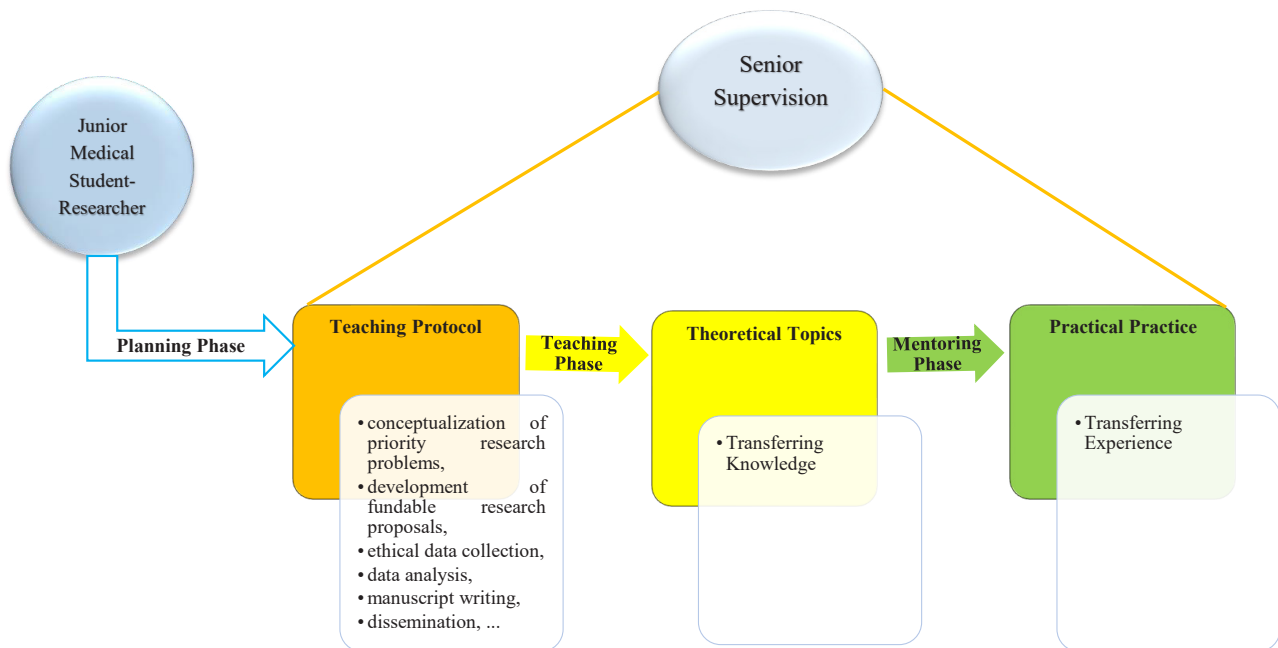 Senior
Supervision
Junior
Medical
Student-
Researcher
Planning Phase
Teaching Protocol
• conceptualization of
priority research
problems,
• development of
fundable research
proposals,
• ethical data collection,
• data analysis,
• manuscript writing,
• dissemination, ...
Teaching
Phase
Theoretical Topics
• Transferring
Knowledge
Mentoring
Phase
Practical Practice
• Transferring
Experience